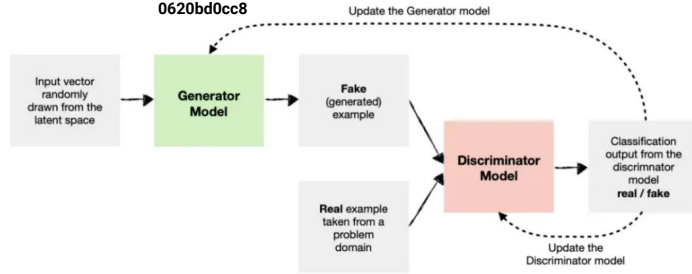 0620bd0cc8
Update the Generator model
Input vector
randomly
drawn from the
latent space
Generator
Model
Fake
(generated)
example
Real example
taken from a
problem
domain
Discriminator
Model
Classification
output from the
discrimnator
model
real / fake
Update the
Discriminator model